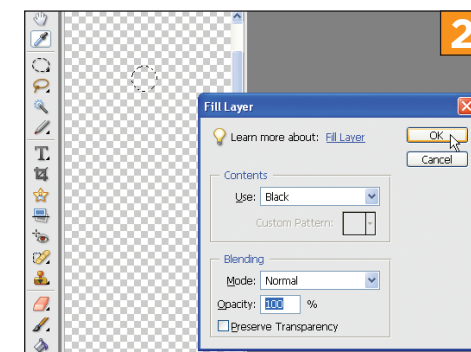 2
Fill Layer
Learn more about: Fill Layer
OK
Cancel
Contents
Use: Black
Custom Pattern:
Blending
Mode: Normal
Opacity: 100 %
Preserve Transparency
T